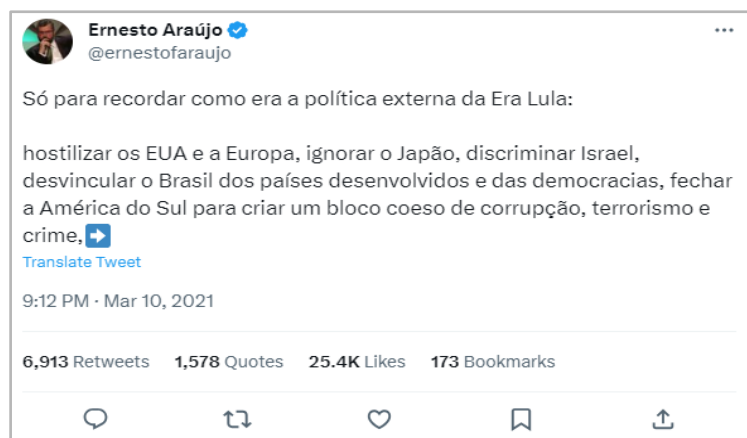 Ernesto Araújo
@ernestofaraujo
Só para recordar como era a política externa da Era Lula:
hostilizar os EUA e a Europa, ignorar o Japão, discriminar Israel,
desvincular o Brasil dos países desenvolvidos e das democracias, fechar
a América do Sul para criar um bloco coeso de corrupção, terrorismo e
crime,➡
Translate Tweet
9:12 PM · Mar 10, 2021
6,913 Retweets 1,578 Quotes 25.4K Likes 173 Bookmarks